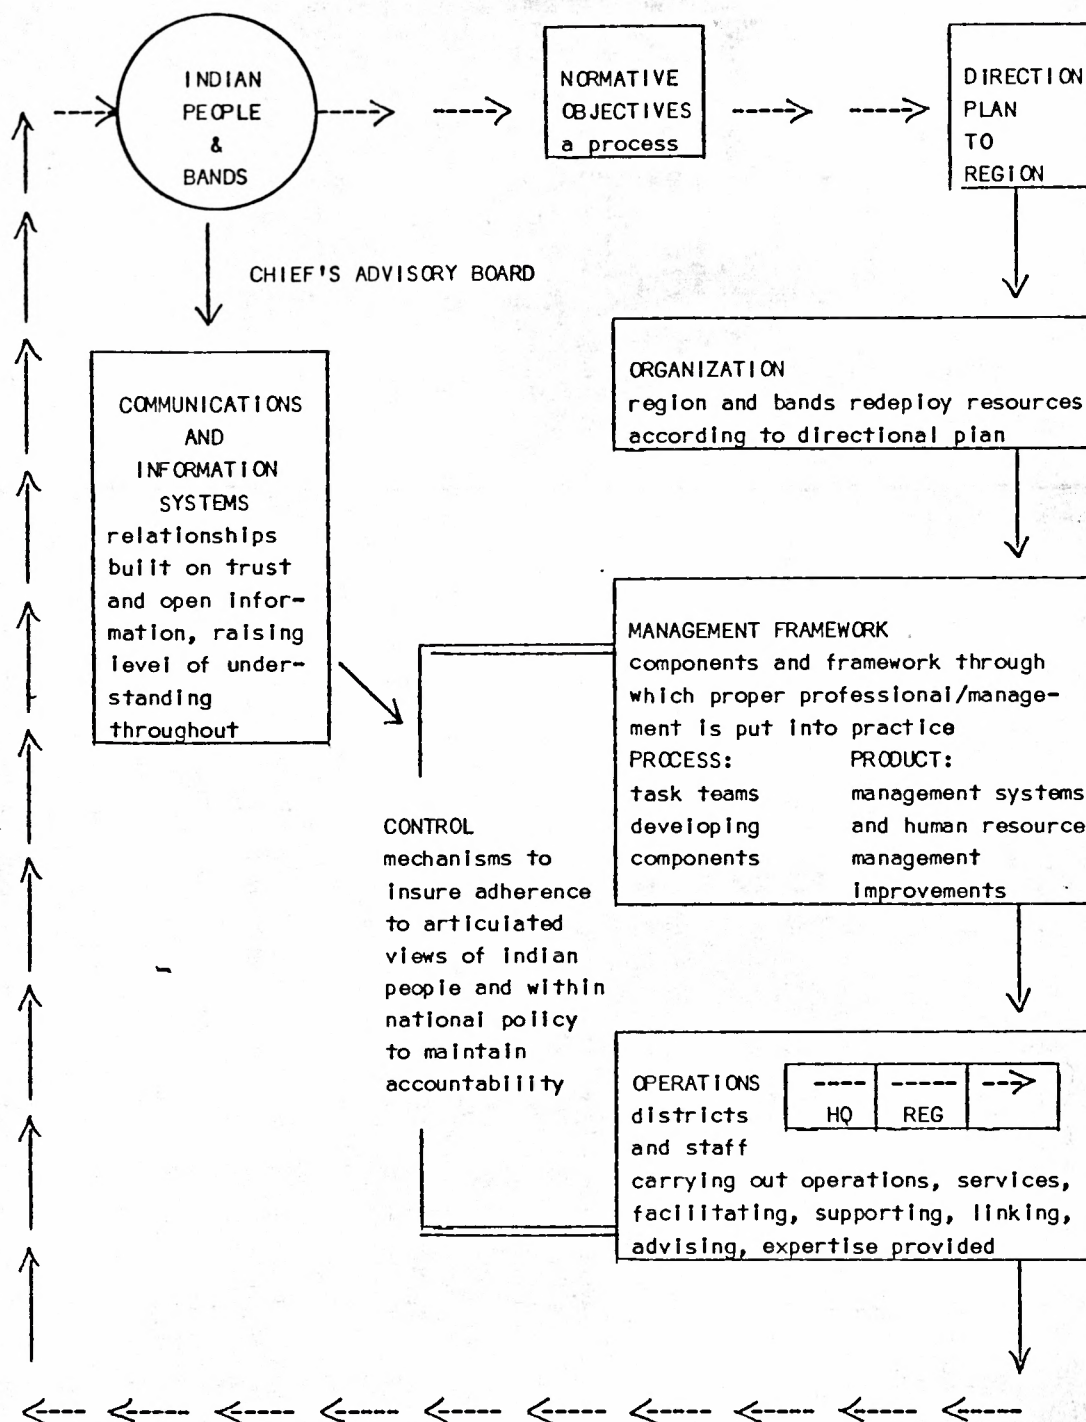 INDIAN
PEOPLE
&
BANDS
NORMATIVE
OBJECTIVES
a process
DIRECTION
PLAN
TO
REGION
CHIEF'S ADVISORY BOARD
COMMUNICATIONS
AND
INFORMATION
SYSTEMS
relationships
built on trust
and open infor-
mation, raising
level of under-
standing
throughout
ORGANIZATION
region and bands redeploy resources
according to directional plan
MANAGEMENT FRAMEWORK
components and framework through
which proper professional/manage-
ment is put into practice
PROCESS:
task teams
developing
components
PRODUCT:
management systems
and human resource
management
improvements
CONTROL
mechanisms to
insure adherence
to articulated
views of Indian
people and within
national policy
to maintain
accountability
OPERATIONS
HQ REG
districts
and staff
carrying out operations, services,
facilitating, supporting, linking,
advising, expertise provided